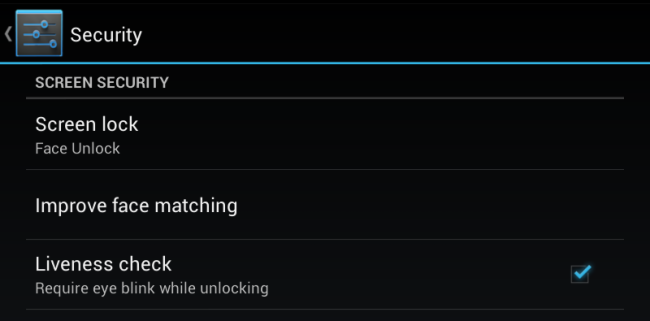 Security
SCREEN SECURITY
Screen lock
Face Unlock
Improve face matching
Liveness check
Require eye blink while unlocking